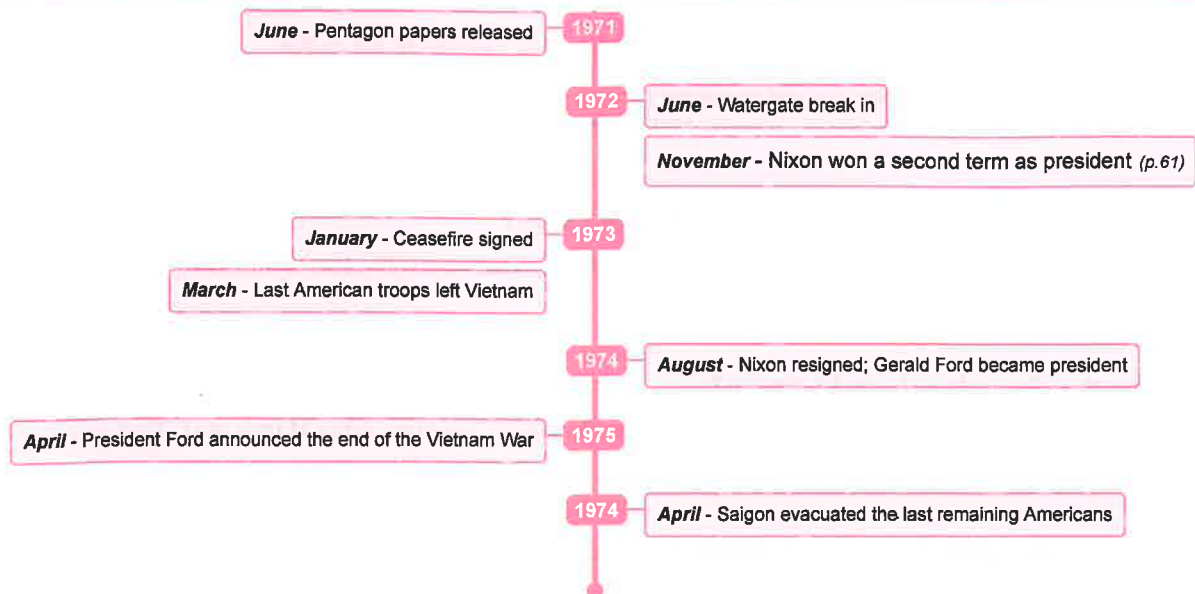 June - Pentagon papers released
1971
1972
June - Watergate break in
November - Nixon won a second term as president (p.61)
January - Ceasefire signed
1973
March - Last American troops left Vietnam
1974
August - Nixon resigned; Gerald Ford became president
April - President Ford announced the end of the Vietnam War
1975
1974
April - Saigon evacuated the last remaining Americans